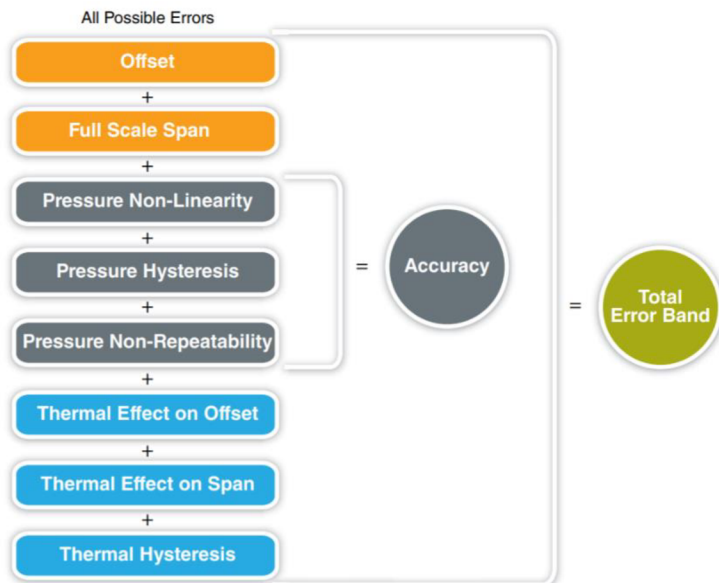 All Possible Errors
Offset
+
Full Scale Span
+
Pressure Non-Linearity
+
Pressure Hysteresis
+
Pressure Non-Repeatability
+
Thermal Effect on Offset
+
Thermal Effect on Span
+
Thermal Hysteresis
=
Accuracy
=
Total
Error Band